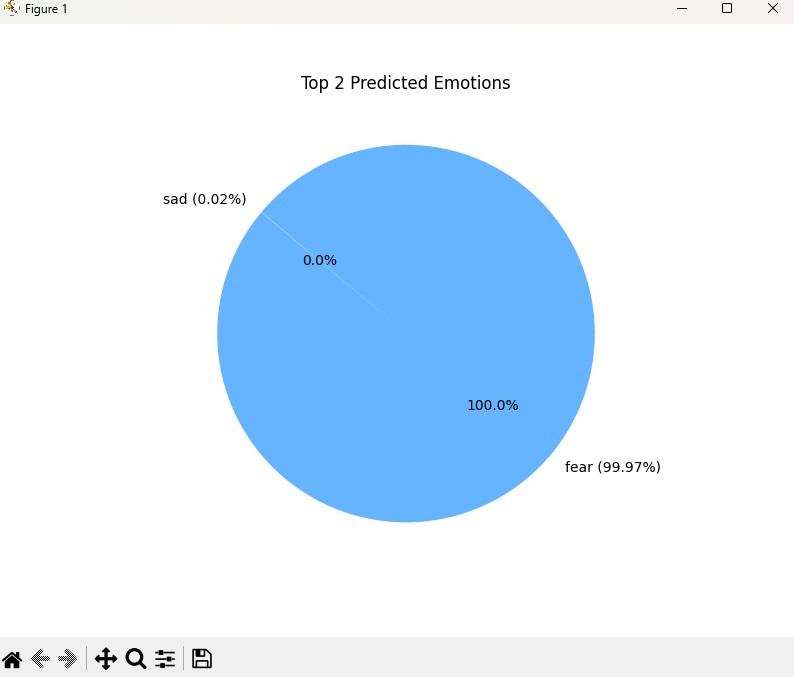 Figure 1
Top 2 Predicted Emotions
sad (0.02%)
0.0%
100.0%
fear (99.97%)